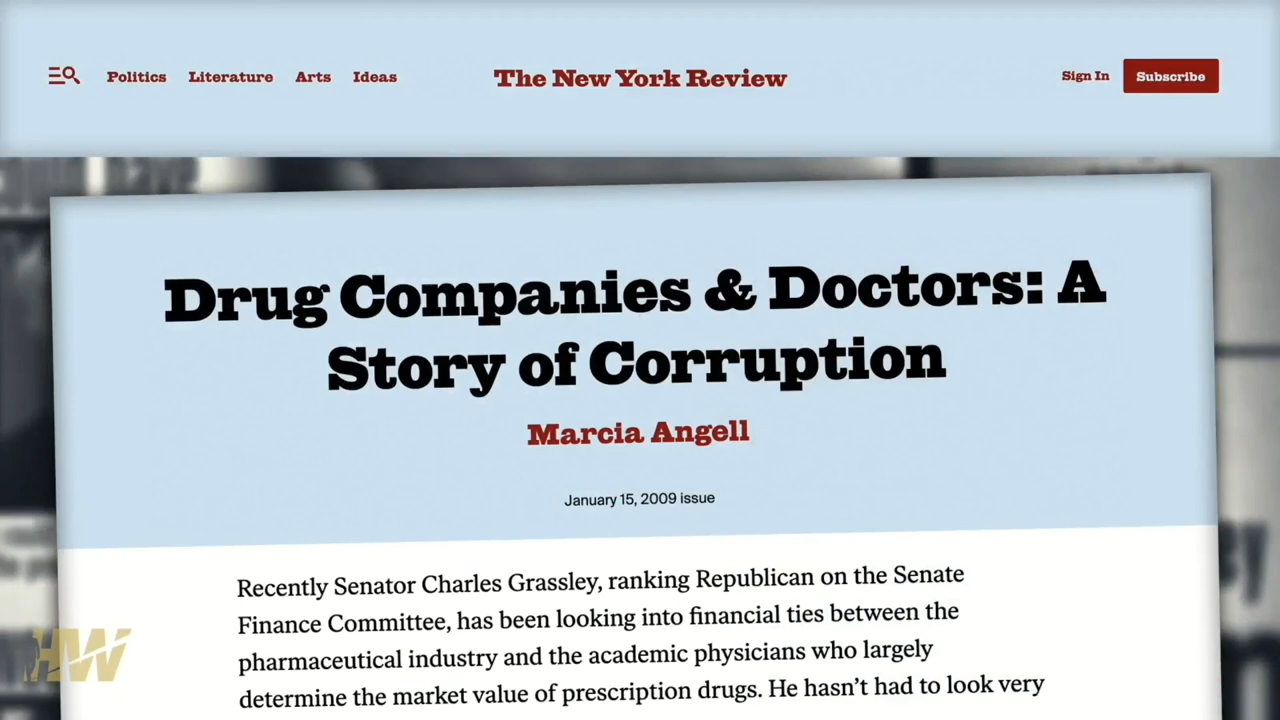 Politics Literature Arts Ideas The New York Review Sign In Subscribe
Drug Companies & Doctors: A
Story of Corruption
Marcia Angell
January 15, 2009 issue
Recently Senator Charles Grassley, ranking Republican on the Senate
Finance Committee, has been looking into financial ties between the
pharmaceutical industry and the academic physicians who largely
determine the market value of prescription drugs. He hasn’t had to look very
HW